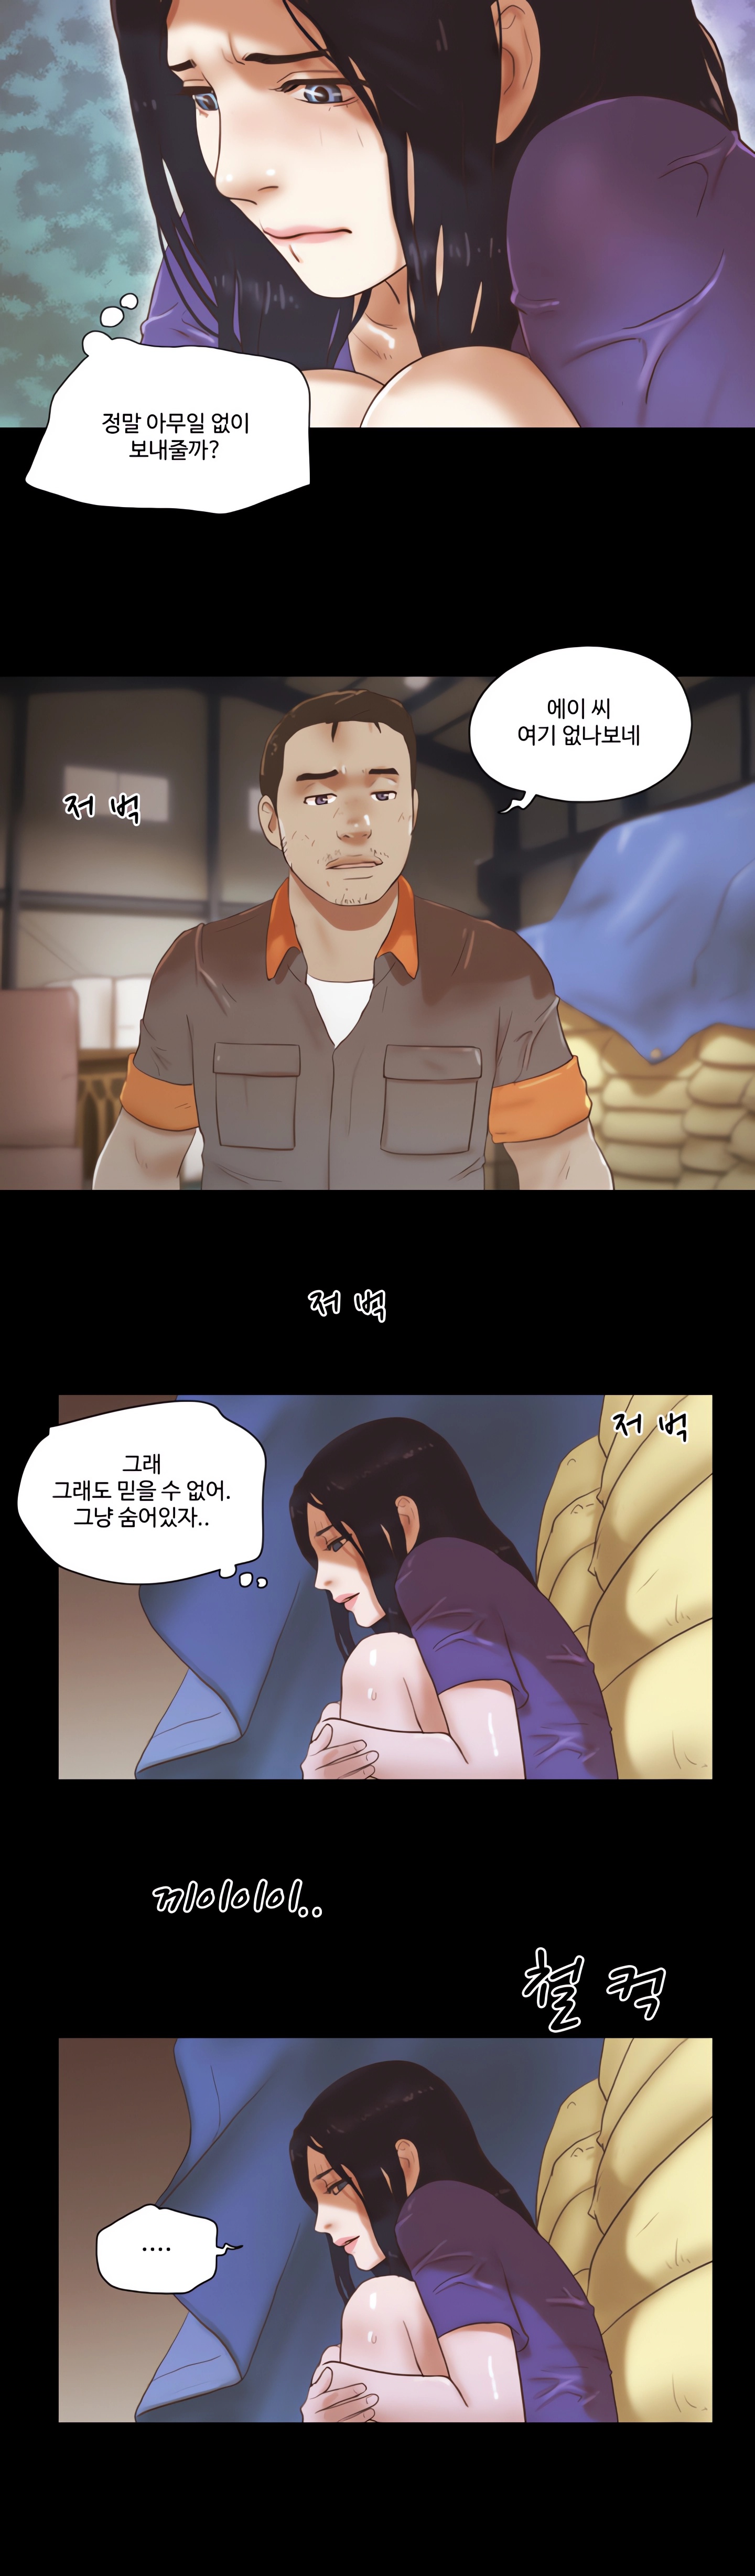 정말 아무일 없이
보내줄까?
에이 씨
여기 없나보네
저 벅
저 벅
저 벅
그래
그래도 믿을 수 없어.
그냥 숨어있자..
끼이이이이..
철 컥
....